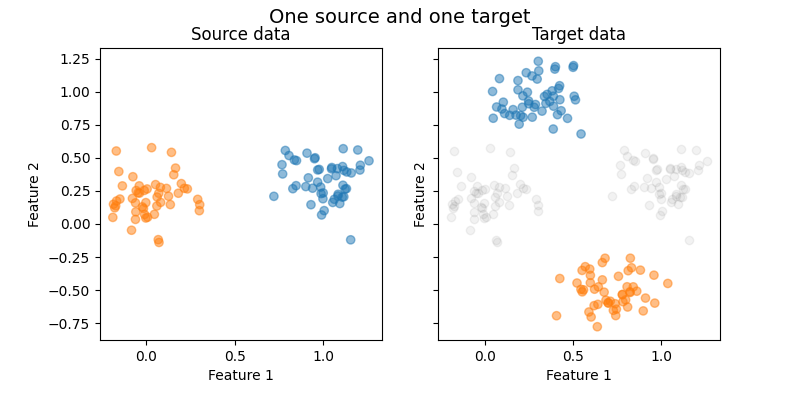 One source and one target
Source data
Target data
1.25
1.00
0.75
0.50
0.25
0.00
−0.25
−0.50
−0.75
Feature 2
Feature 2
0.0 0.5 1.0
0.0 0.5 1.0
Feature 1
Feature 1